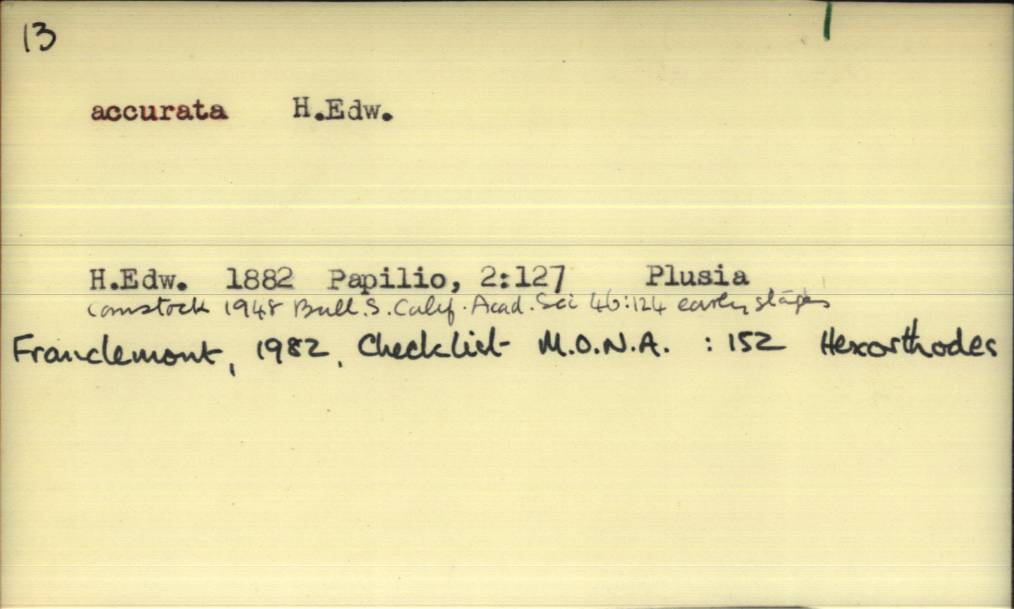 13
accurata H.Edw.
H.Edw. 1882 Papilio, 2:127 Plusia
Comstock 1948 Bull. S. Calif. Acad. Sci 46:124 early stages
Franclemont, 1982, Checklist M.O.N.A. :152 Hexorthodes